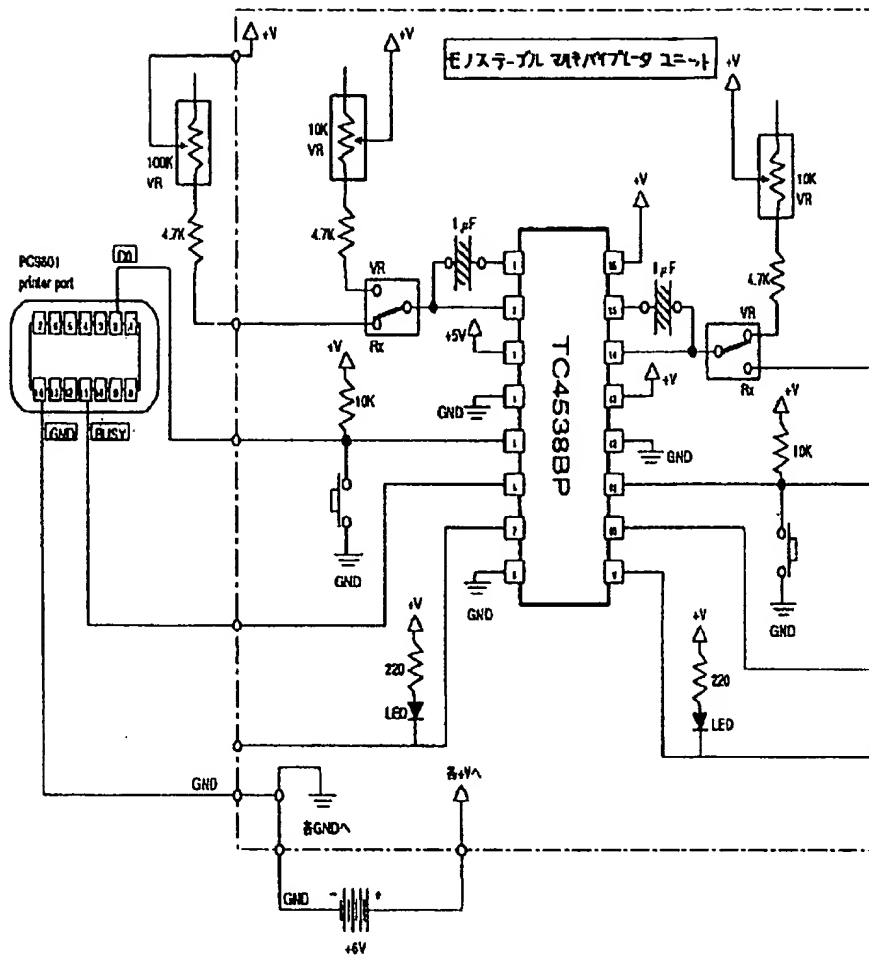 +V
モノステーブル マルチバイブレータ ユニット
+V
+V
10K
VR
100K
VR
10K
VR
+V
1μF
4.7K
4.7K
PC9801
printer port
D0
VR
Rx
1μF
4.7K
VR
Rx
+5V
+V
+V
GND
TC4538BP
10K
GND
+V
10K
GND
BUSY
GND
GND
GND
+V
220
LED
+V
220
LED
GND
各GNDへ
各+Vへ
GND
-
+
+6V